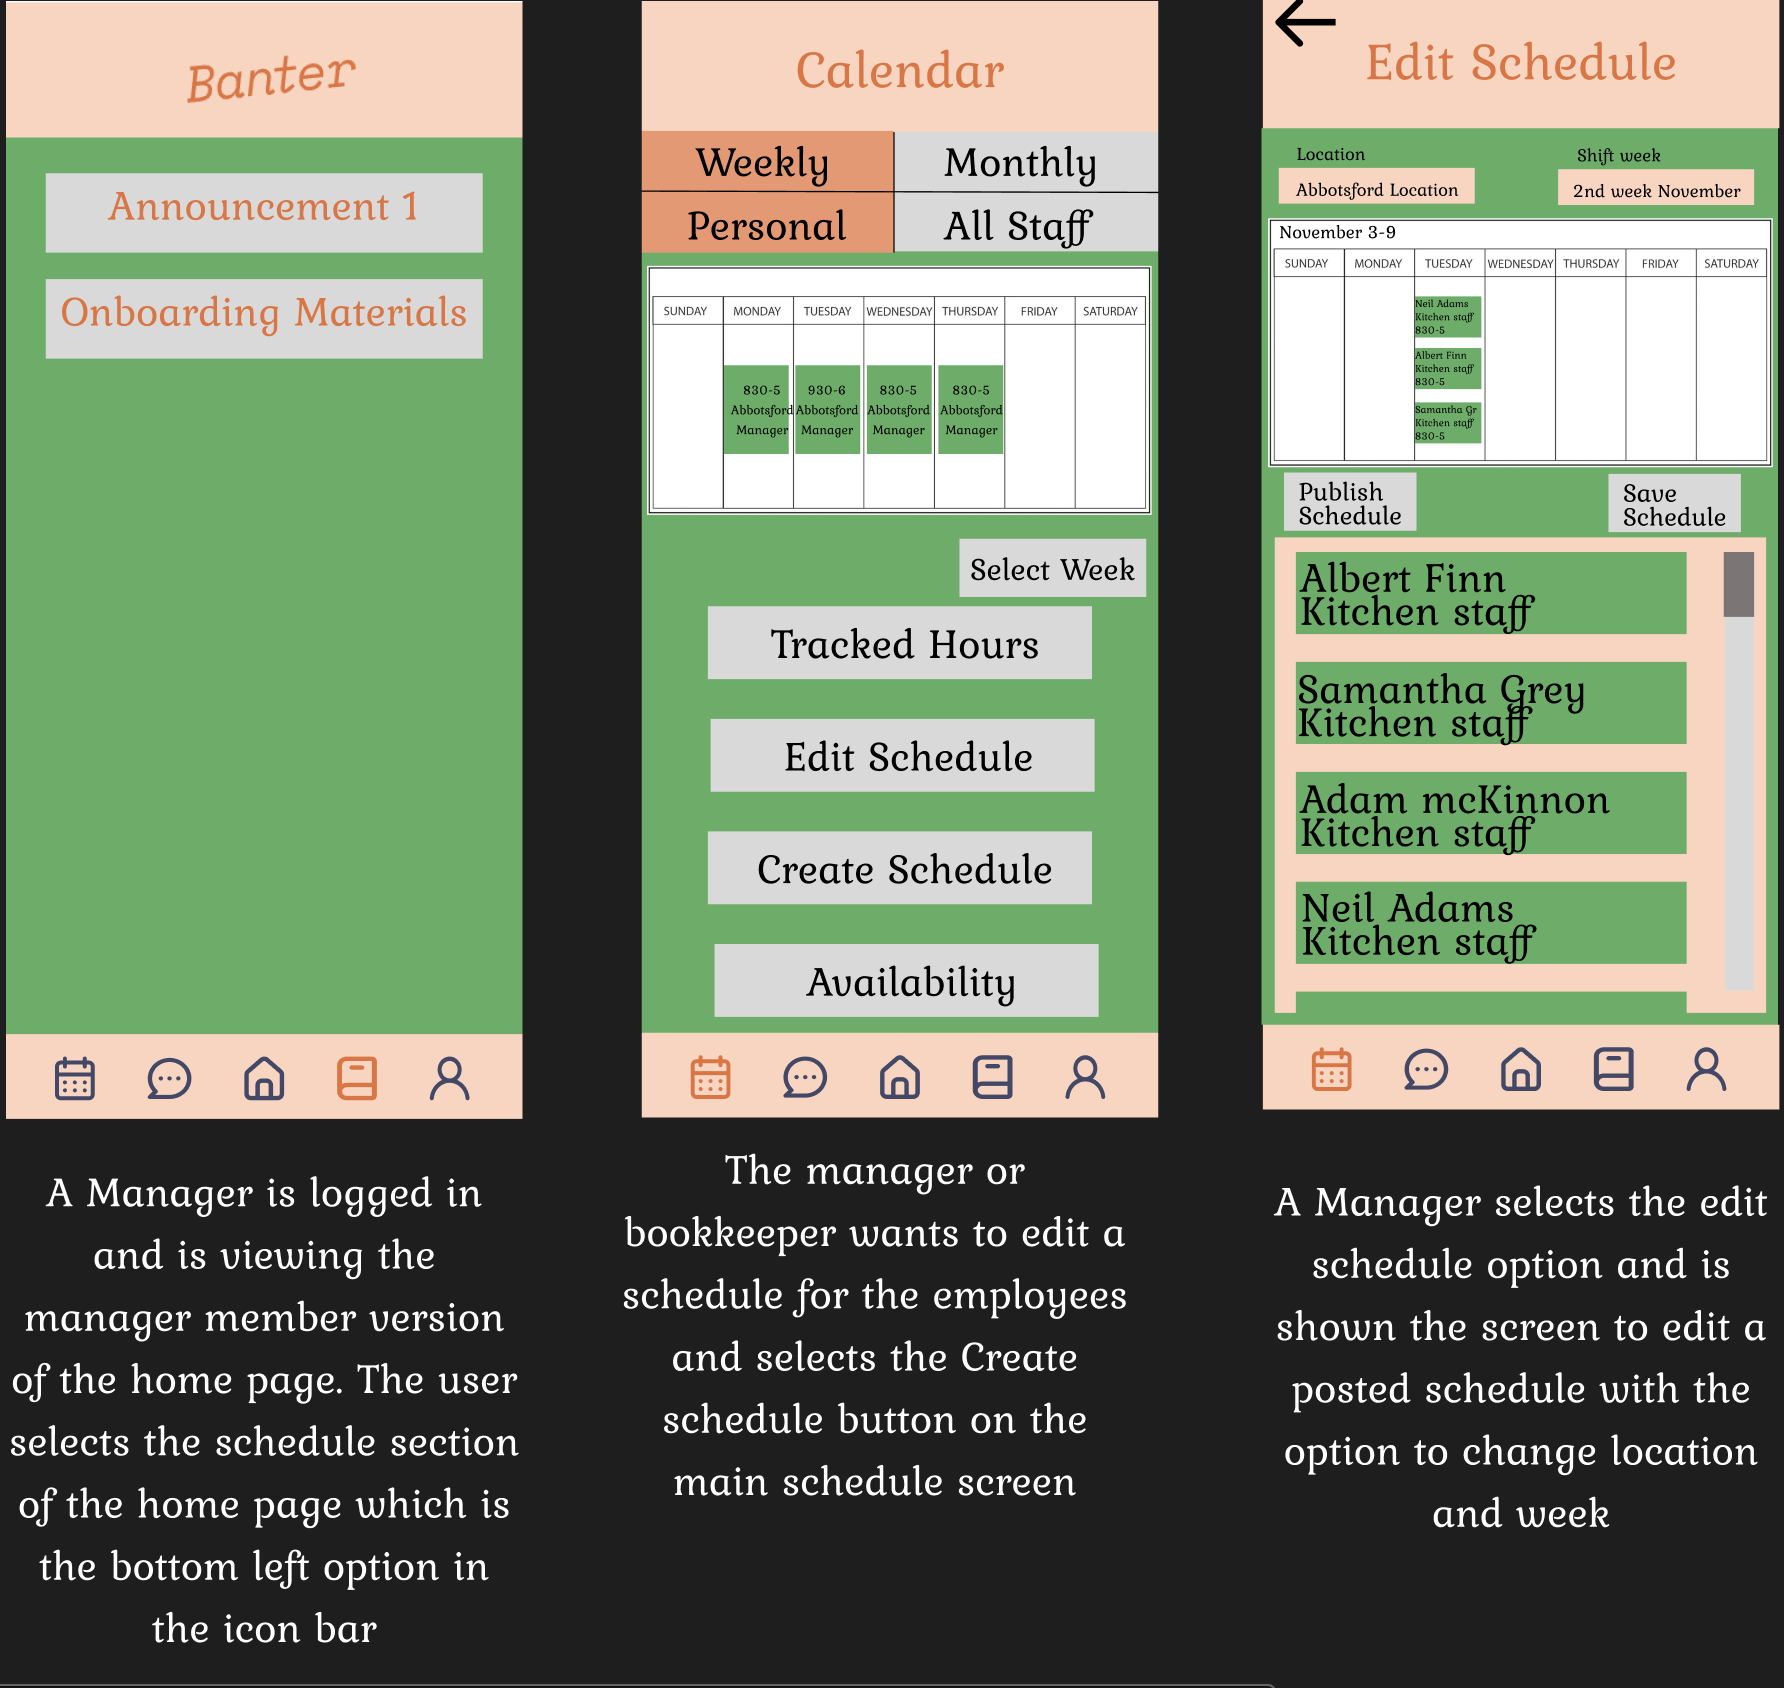 Banter
Announcement 1
Onboarding Materials
A Manager is logged in
and is viewing the
manager member version
of the home page. The user
selects the schedule section
of the home page which is
the bottom left option in
the icon bar
Calendar
Weekly Monthly
Personal All Staff
SUNDAY MONDAY TUESDAY WEDNESDAY THURSDAY FRIDAY SATURDAY
830-5 930-6 830-5 830-5
Abbotsford Abbotsford Abbotsford Abbotsford
Manager Manager Manager Manager
Select Week
Tracked Hours
Edit Schedule
Create Schedule
Availability
The manager or
bookkeeper wants to edit a
schedule for the employees
and selects the Create
schedule button on the
main schedule screen
Edit Schedule
Location Shift week
Abbotsford Location 2nd week November
November 3-9
SUNDAY MONDAY TUESDAY WEDNESDAY THURSDAY FRIDAY SATURDAY
Neil Adams
Kitchen staff
830-5
Albert Finn
Kitchen staff
830-5
Samantha Gr
Kitchen staff
830-5
Publish Save
Schedule Schedule
Albert Finn
Kitchen staff
Samantha Grey
Kitchen staff
Adam mcKinnon
Kitchen staff
Neil Adams
Kitchen staff
A Manager selects the edit
schedule option and is
shown the screen to edit a
posted schedule with the
option to change location
and week